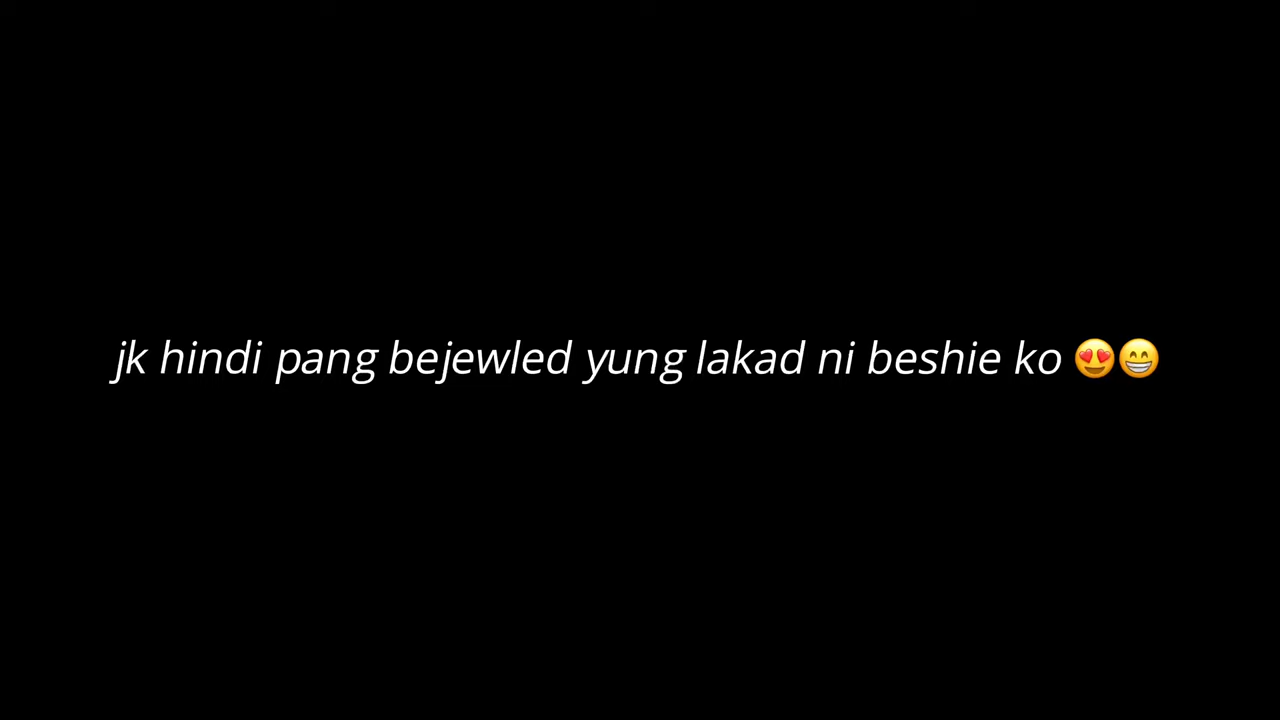 jk hindi pang bejewled yung lakad ni beshie ko 😍😁